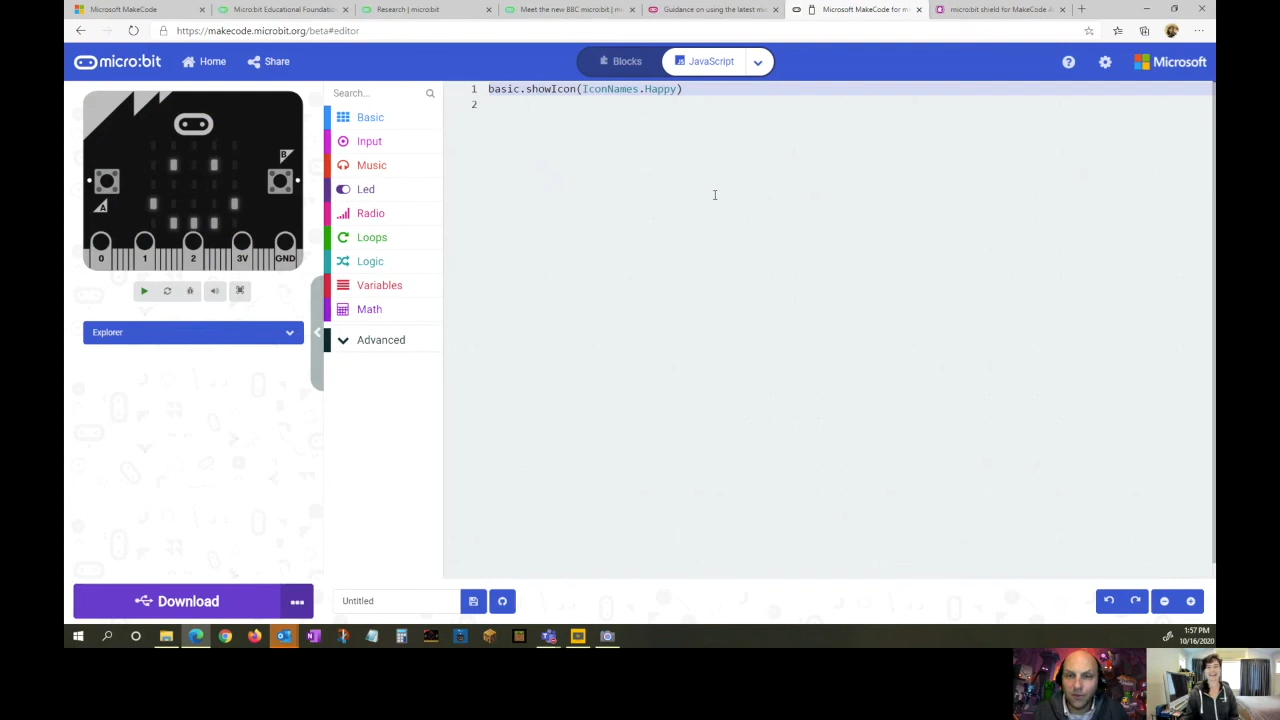 Microsoft MakeCode
Micro:bit Educational Foundatio
Research | micro:bit
Meet the new BBC micro:bit | mi
Guidance on using the latest mic
Microsoft MakeCode for m
micro:bit shield for MakeCode A
https://makecode.microbit.org/beta#editor
micro:bit
Home
Share
Blocks
JavaScript
Microsoft
Search...
1 basic.showIcon(IconNames.Happy)
2
Basic
Input
Music
Led
Radio
Loops
Logic
Variables
Math
Advanced
B
A
0 1 2 3V GND
Explorer
Download
Untitled
1:57 PM
10/16/2020